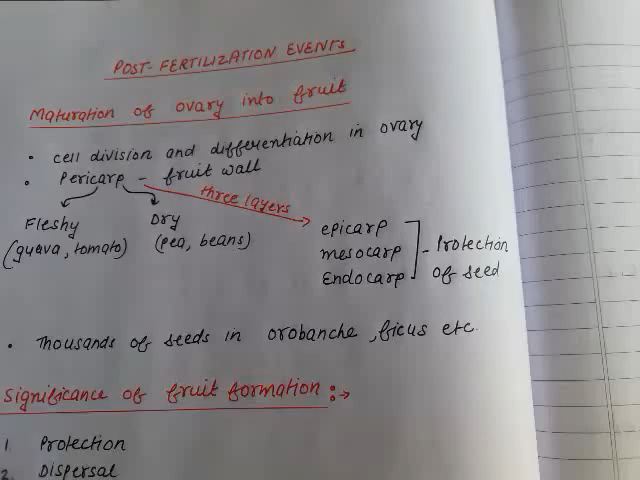 POST-FERTILIZATION EVENTS
Maturation of ovary into fruit
• cell division and differentiation in ovary
• Pericarp - fruit wall
three layers
Fleshy
(guava, tomato)
Dry
(pea, beans)
epicarp
mesocarp
Endocarp
- Protection
of seed
• Thousands of seeds in orobanche, ficus etc.
Significance of fruit formation :→
1. Protection
2. Dispersal